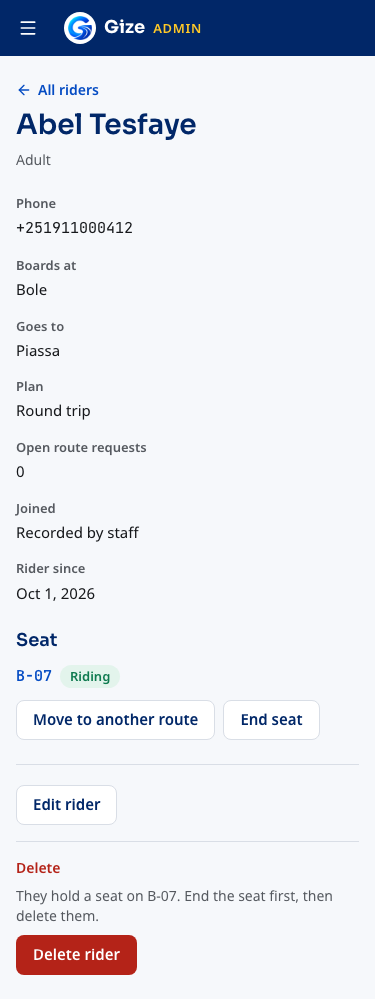 Gize ADMIN
← All riders
Abel Tesfaye
Adult
Phone
+251911000412
Boards at
Bole
Goes to
Piassa
Plan
Round trip
Open route requests
0
Joined
Recorded by staff
Rider since
Oct 1, 2026
Seat
B-07 Riding
Move to another route End seat
Edit rider
Delete
They hold a seat on B-07. End the seat first, then
delete them.
Delete rider